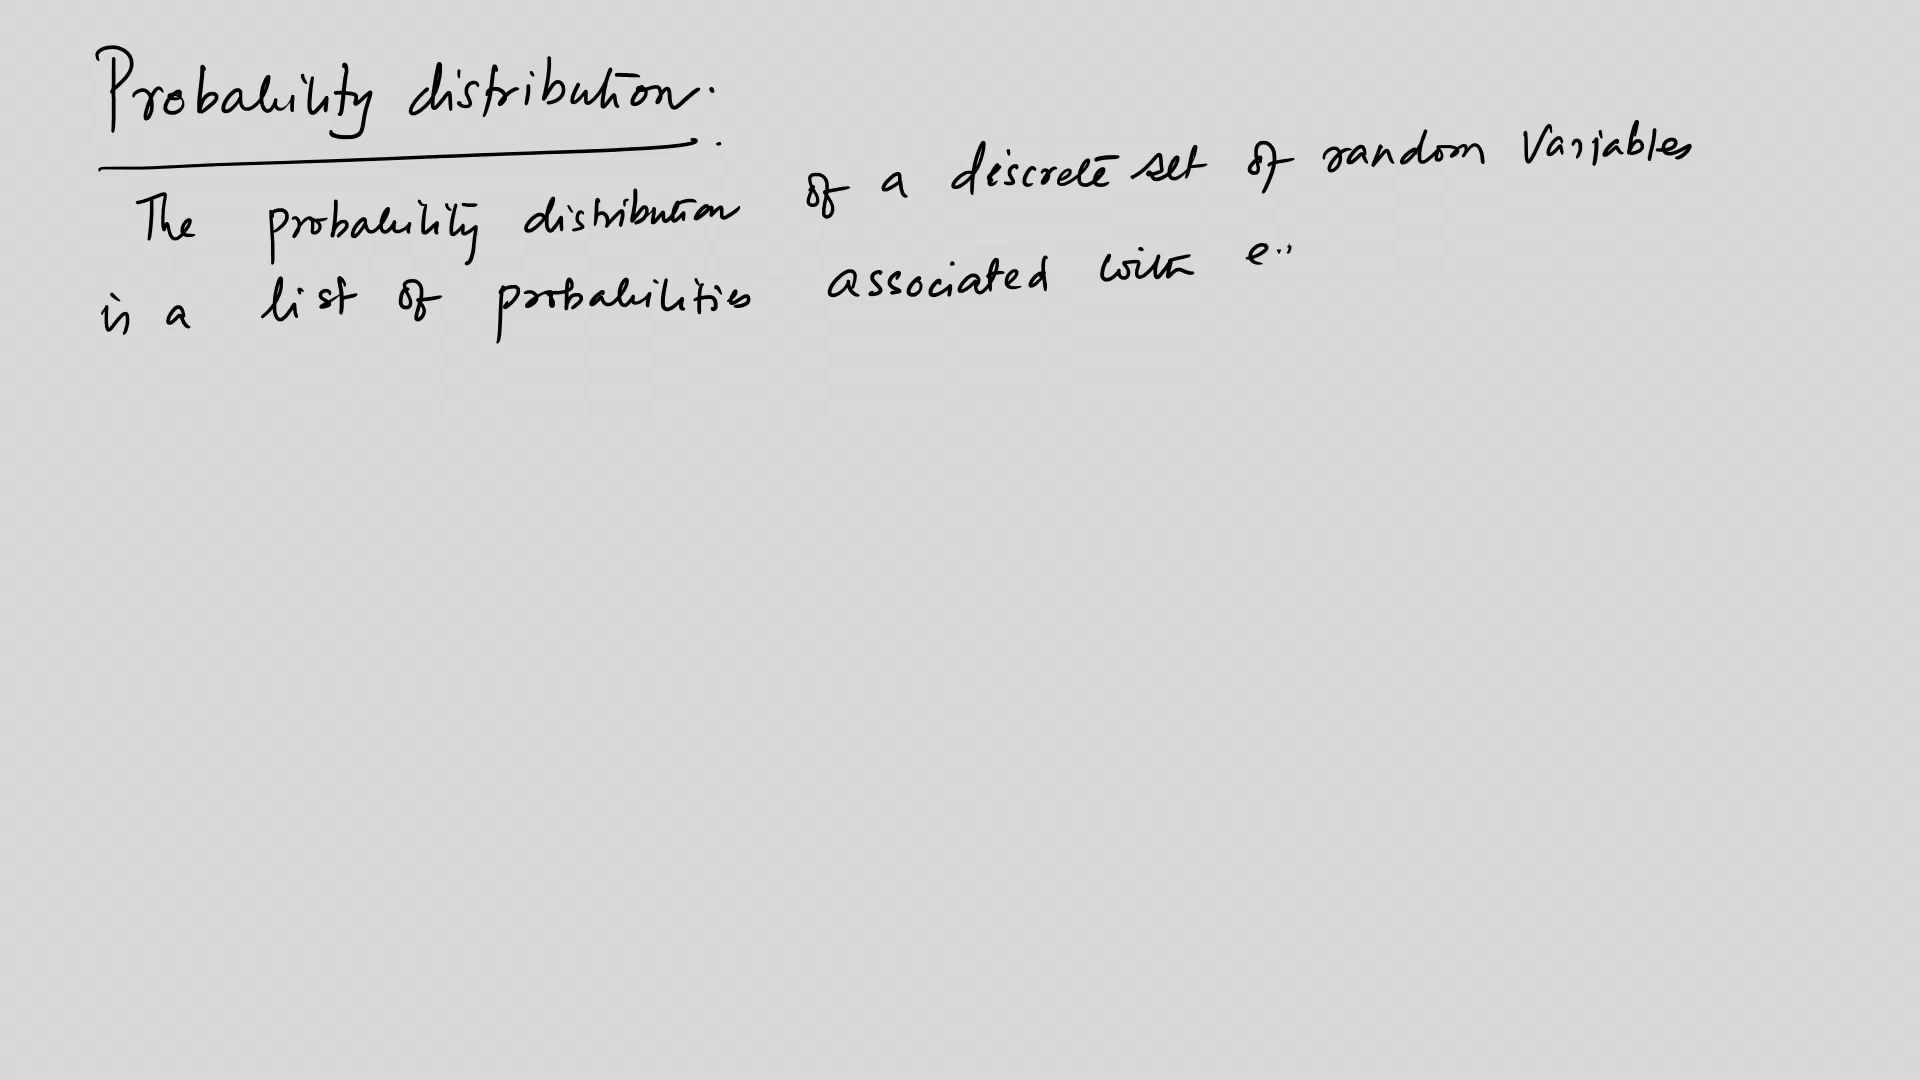 Probability distribution.
The probability distribution of a discrete set of random variables
is a list of probabilities associated with